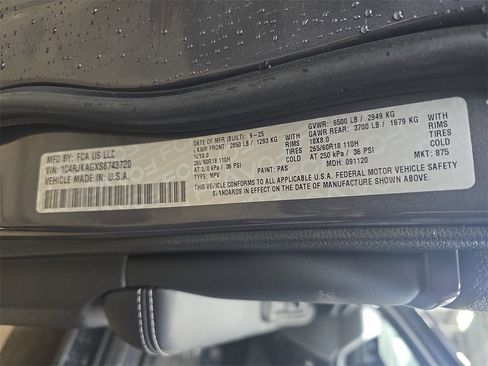 MFD BY: FCA US LLC
VIN: 1C4RJKAGXS8743720
VEHICLE MADE IN U.S.A.
DATE OF MFR (BUILT): 9-25
GAWR FRONT: 2850 LB / 1293 KG WITH
18X8.0 RIMS
265/60R18 110H TIRES
AT 250 kPa / 36 PSI COLD
TYPE: MPV PAINT: PAS
GVWR: 6500 LB / 2949 KG
GAWR REAR: 3700 LB / 1679 KG WITH
18X8.0 RIMS
265/60R18 110H TIRES
AT 250 kPa / 36 PSI COLD
MDH: 091120 MKT: 875
VEHICLE CONFORMS TO ALL APPLICABLE U.S.A. FEDERAL MOTOR VEHICLE
SAFETY STANDARDS IN EFFECT ON THE DATE OF MANUFACTURE SHOWN ABOVE.